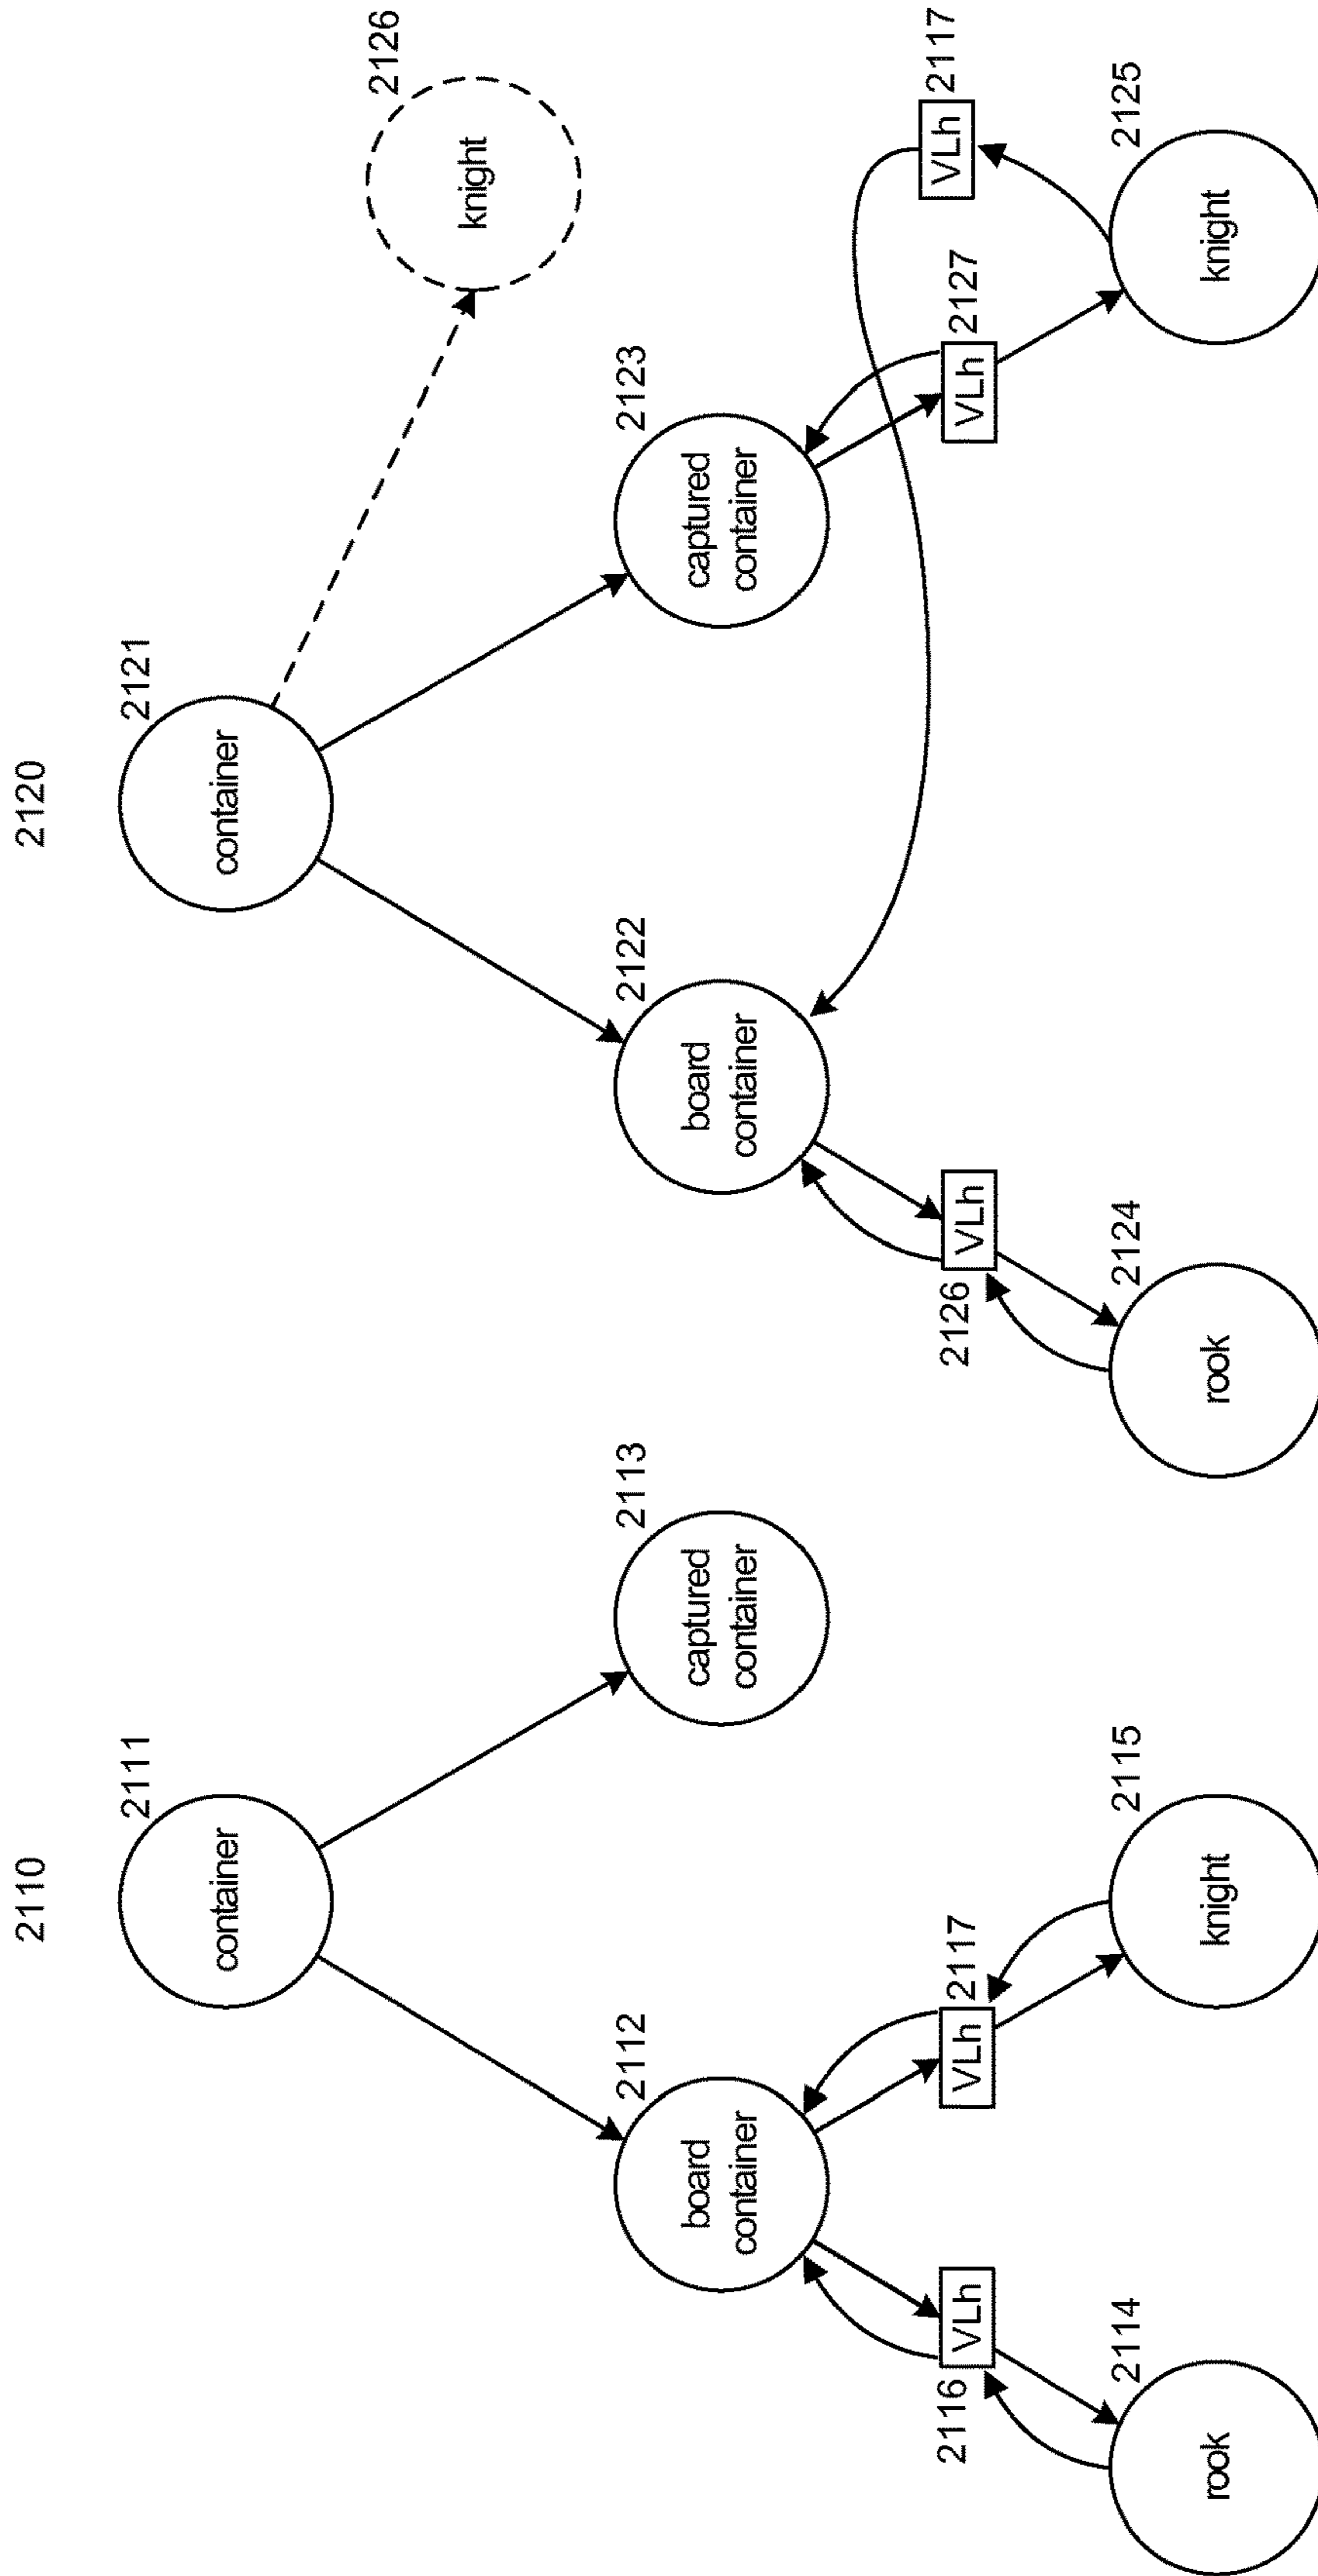 2110
2111
container
2112
board
container
2113
captured
container
2116
VLh
VLh
2117
2114
rook
2115
knight
2120
2121
container
2126
knight
2122
board
container
2123
captured
container
2126
VLh
VLh
2127
VLh
2117
2124
rook
2125
knight